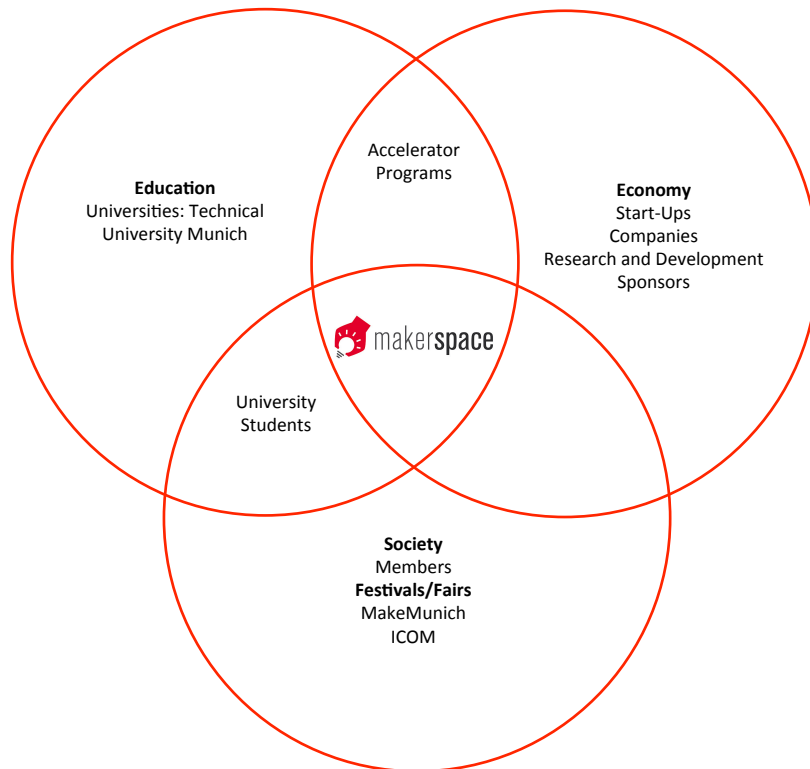 Accelerator
Programs
Education
Universities: Technical
University Munich
Economy
Start-Ups
Companies
Research and Development
Sponsors
makerspace
University
Students
Society
Members
Festivals/Fairs
MakeMunich
ICOM